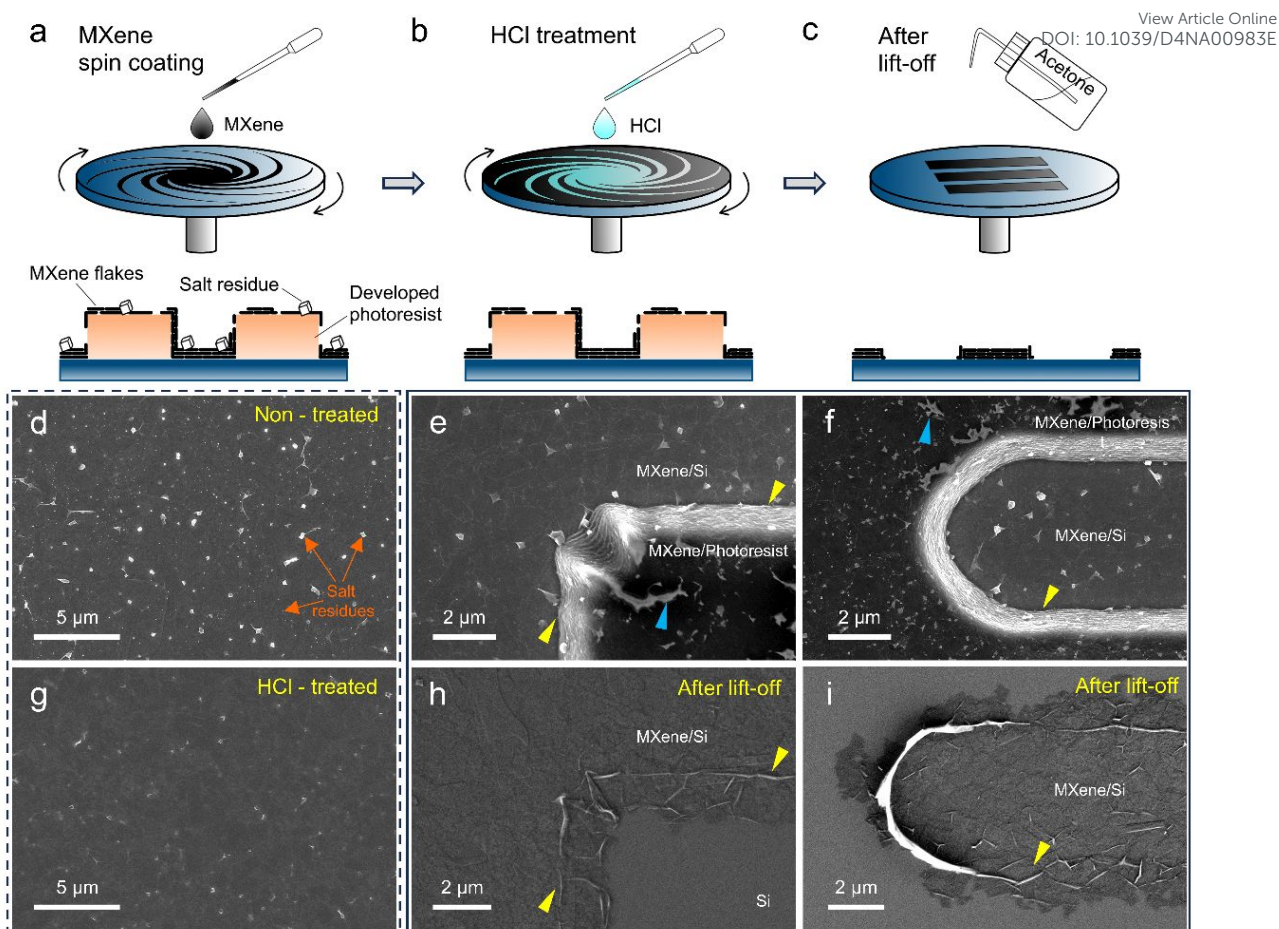 View Article Online
DOI: 10.1039/D4NA00983E
a
MXene
spin coating
MXene
b
HCl treatment
HCl
c
After
lift-off
Acetone
MXene flakes
Salt residue
Developed
photoresist
d
Non - treated
Salt
residues
5 µm
e
MXene/Si
MXene/Photoresist
2 µm
f
MXene/Photoresis
MXene/Si
2 µm
g
HCl - treated
5 µm
h
After lift-off
MXene/Si
Si
2 µm
i
After lift-off
MXene/Si
2 µm